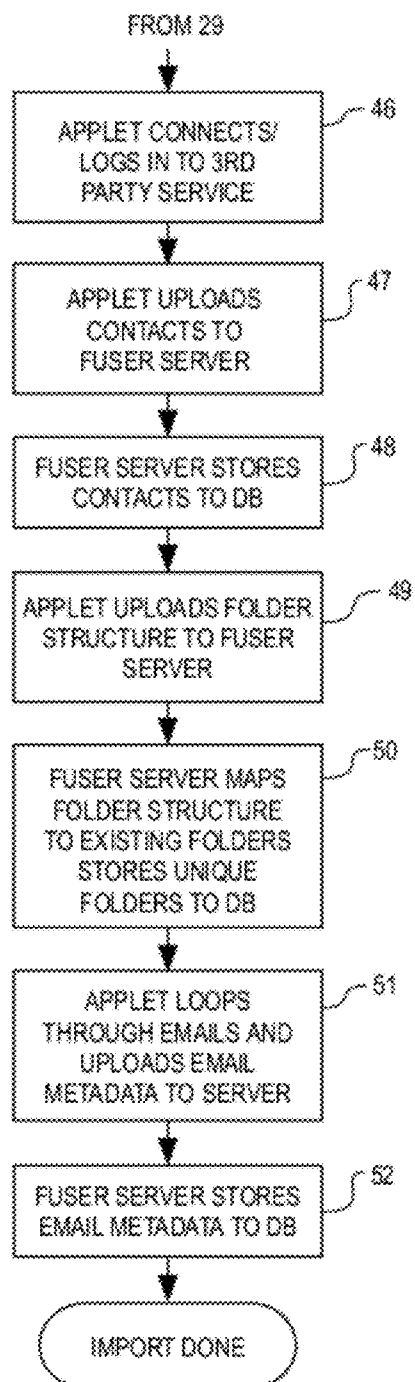 FROM 29
APPLET CONNECTS/
LOGS IN TO 3RD
PARTY SERVICE
46
APPLET UPLOADS
CONTACTS TO
FUSER SERVER
47
FUSER SERVER STORES
CONTACTS TO DB
48
APPLET UPLOADS FOLDER
STRUCTURE TO FUSER
SERVER
49
FUSER SERVER MAPS
FOLDER STRUCTURE
TO EXISTING FOLDERS
STORES UNIQUE
FOLDERS TO DB
50
APPLET LOOPS
THROUGH EMAILS AND
UPLOADS EMAIL
METADATA TO SERVER
51
FUSER SERVER STORES
EMAIL METADATA TO DB
52
IMPORT DONE